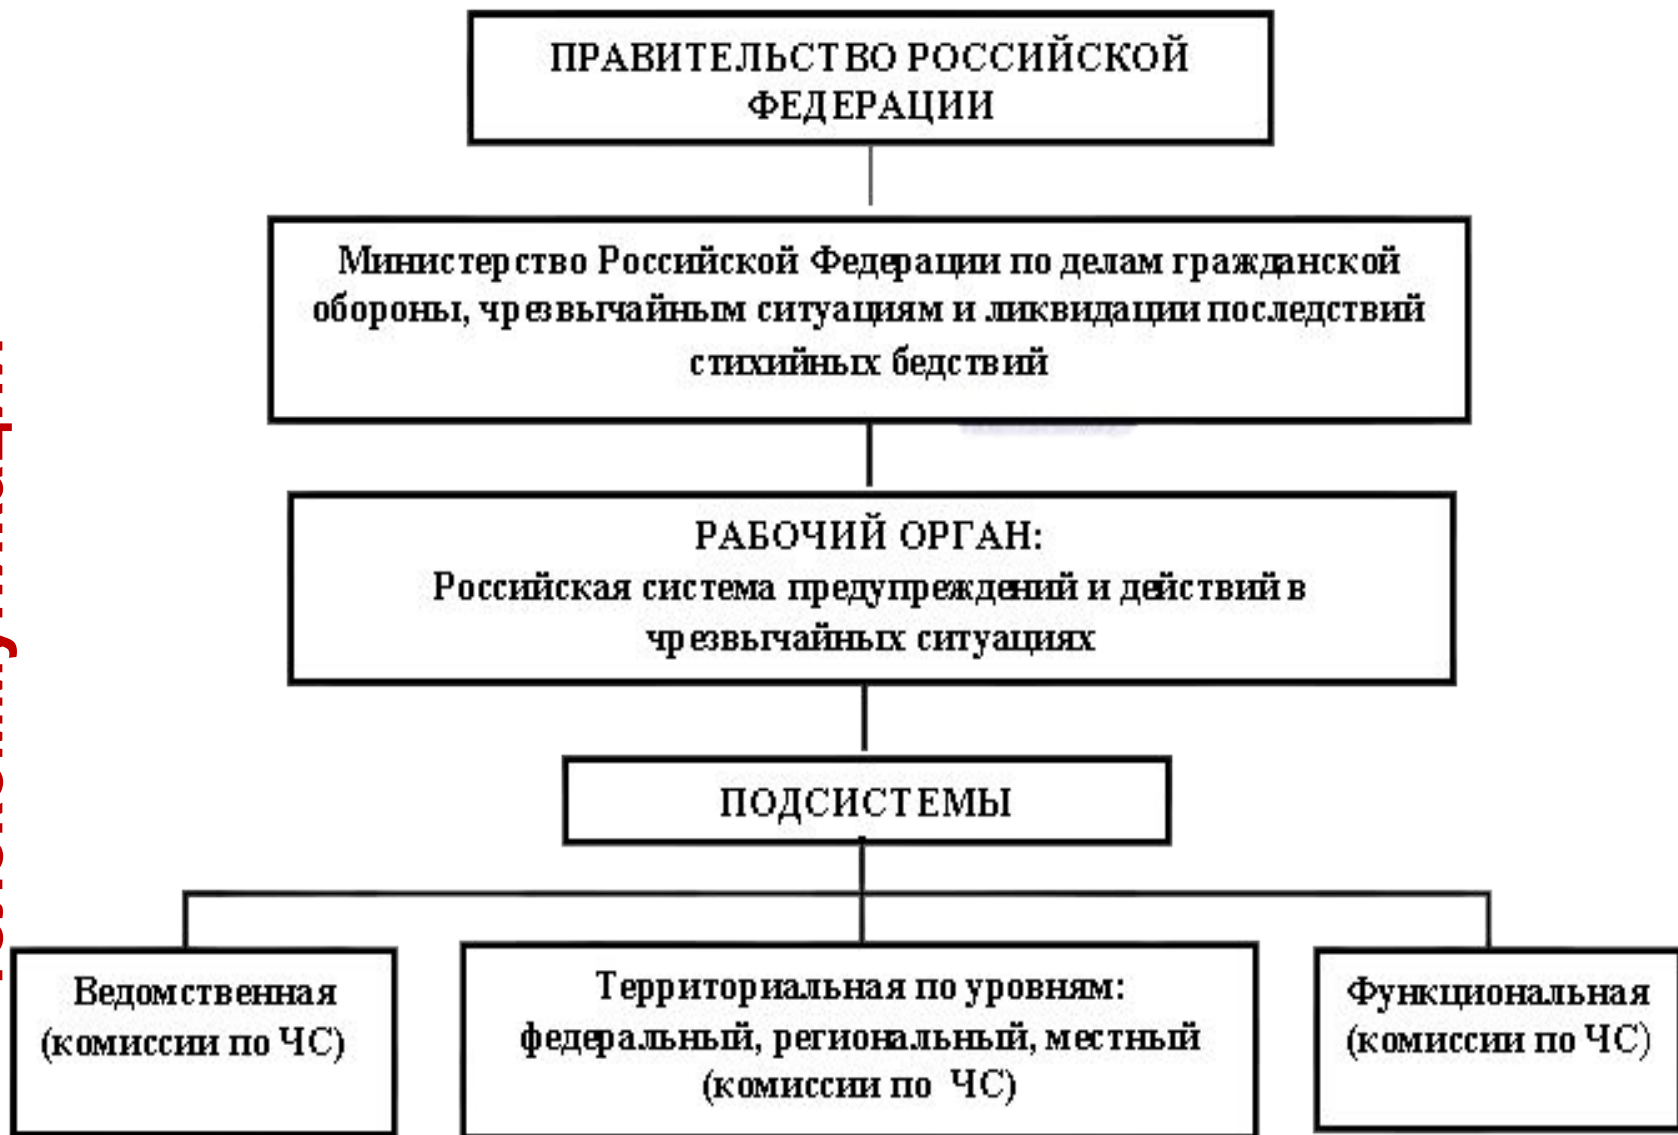 ПРАВИТЕЛЬСТВО РОССИЙСКОЙ
ФЕДЕРАЦИИ
Министерство Российской Федерации по делам гражданской
обороны, чрезвычайным ситуациям и ликвидации последствий
стихийных бедствий
РАБОЧИЙ ОРГАН:
Российская система предупреждений и действий в
чрезвычайных ситуациях
ПОДСИСТЕМЫ
Ведомственная
(комиссии по ЧС)
Территориальная по уровням:
федеральный, региональный, местный
(комиссии по ЧС)
Функциональная
(комиссии по ЧС)